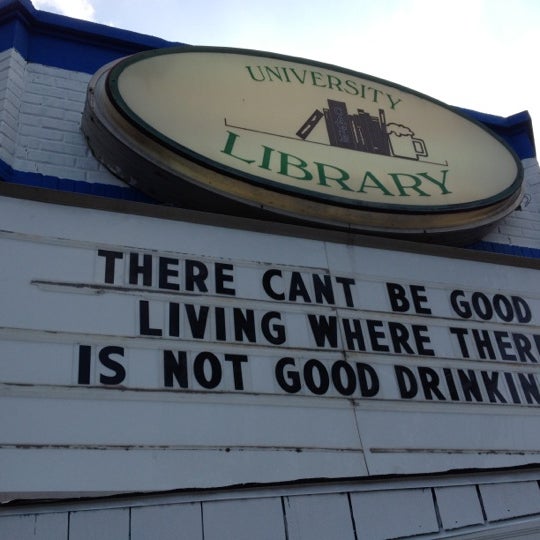 UNIVERSITY
LIBRARY
THERE CANT BE GOOD
LIVING WHERE THER
IS NOT GOOD DRINKIN